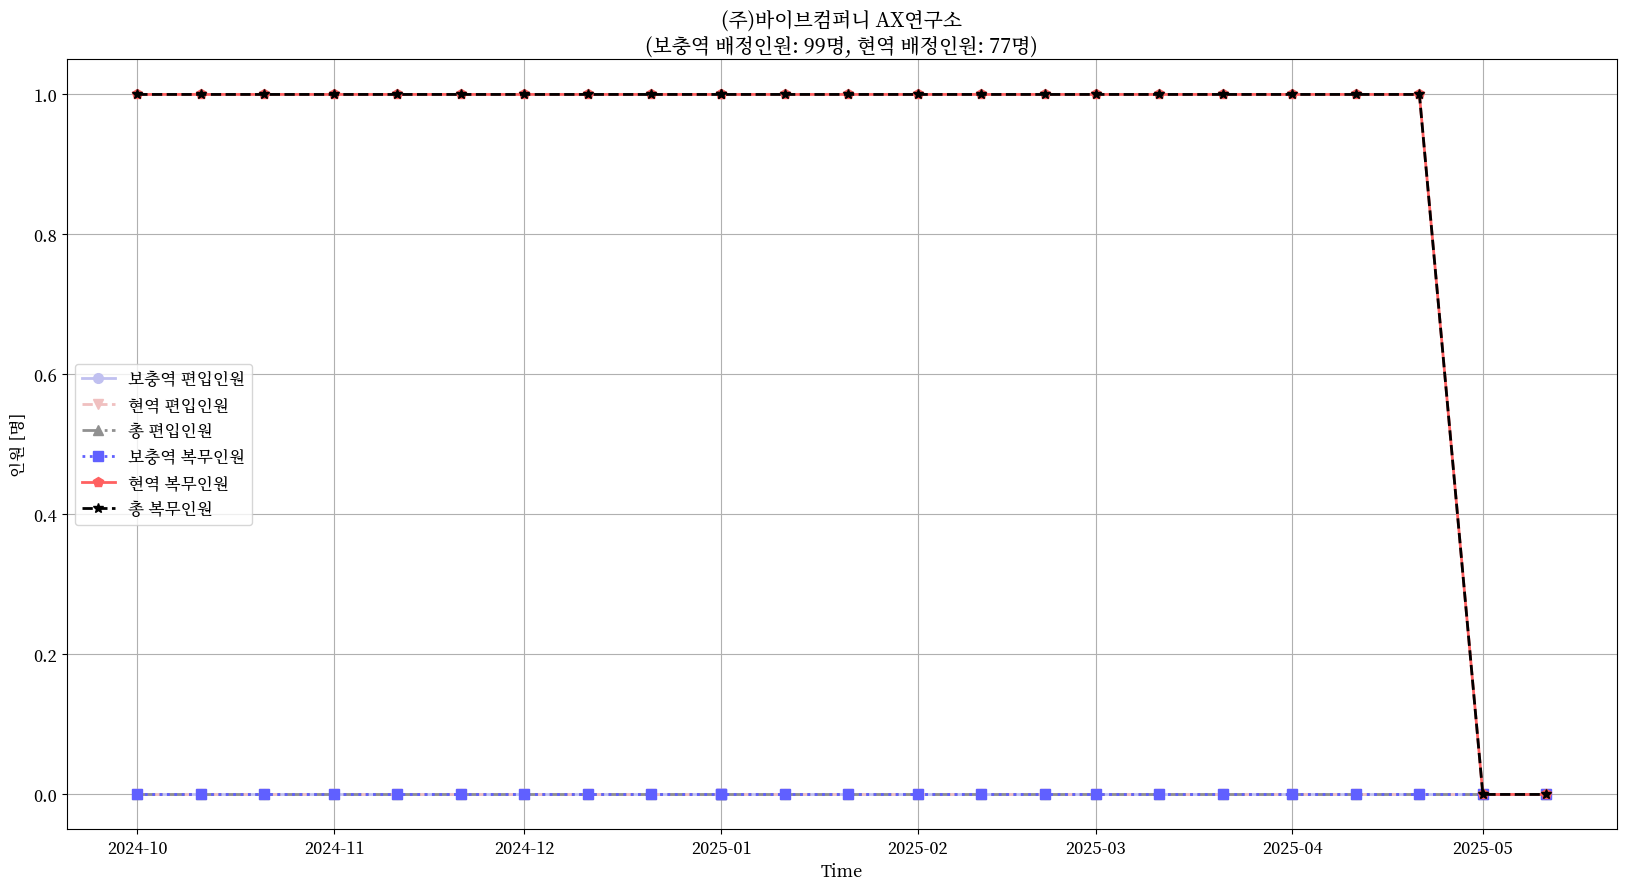 (주)바이브컴퍼니 AX연구소
(보충역 배정인원: 99명, 현역 배정인원: 77명)
1.0
0.8
0.6
0.4
0.2
0.0
인원 [명]
보충역 편입인원
현역 편입인원
총 편입인원
보충역 복무인원
현역 복무인원
총 복무인원
2024-10
2024-11
2024-12
2025-01
2025-02
2025-03
2025-04
2025-05
Time